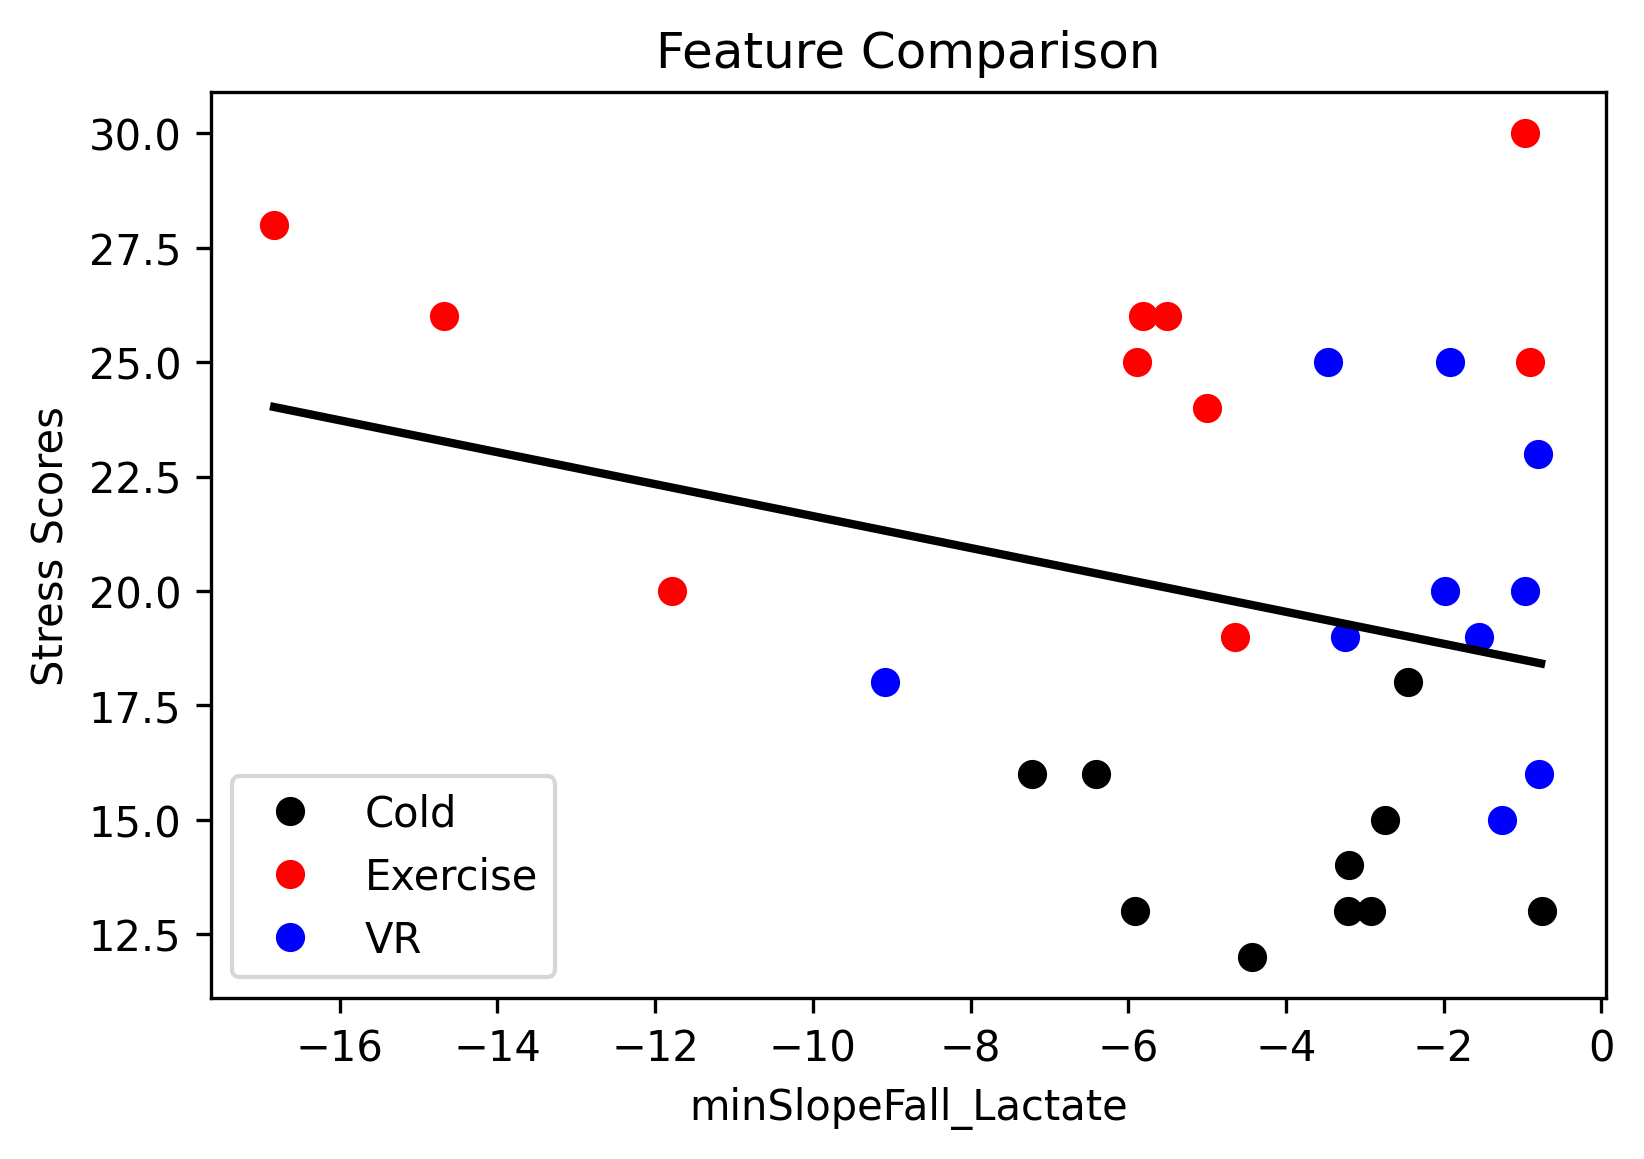 Feature Comparison
30.0
27.5
25.0
22.5
20.0
17.5
15.0
12.5
Stress Scores
Cold
Exercise
VR
−16 −14 −12 −10 −8 −6 −4 −2 0
minSlopeFall_Lactate